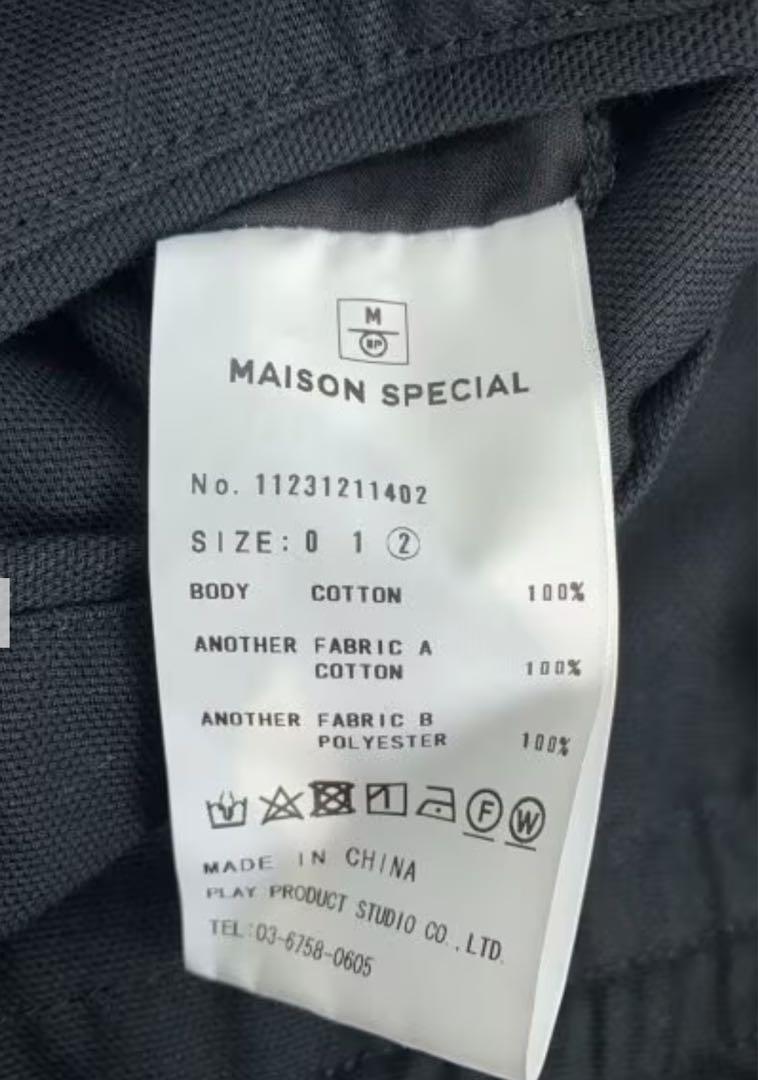 M
SP
MAISON SPECIAL
No. 11231211402
SIZE: 0 1 ②
BODY COTTON 100%
ANOTHER FABRIC A
COTTON 100%
ANOTHER FABRIC B
POLYESTER 100%
F W
MADE IN CHINA
PLAY PRODUCT STUDIO CO.,LTD.
TEL:03-6758-0605